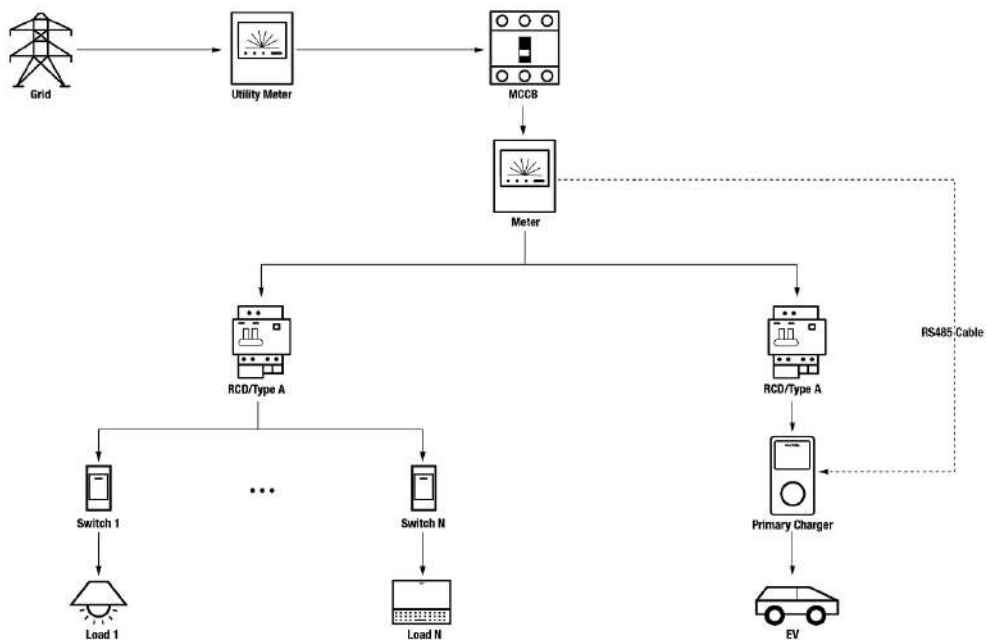 Grid
Utility Meter
MCCB
Meter
RS485 Cable
RCD/Type A
RCD/Type A
Switch 1
Switch N
Primary Charger
Load 1
Load N
EV